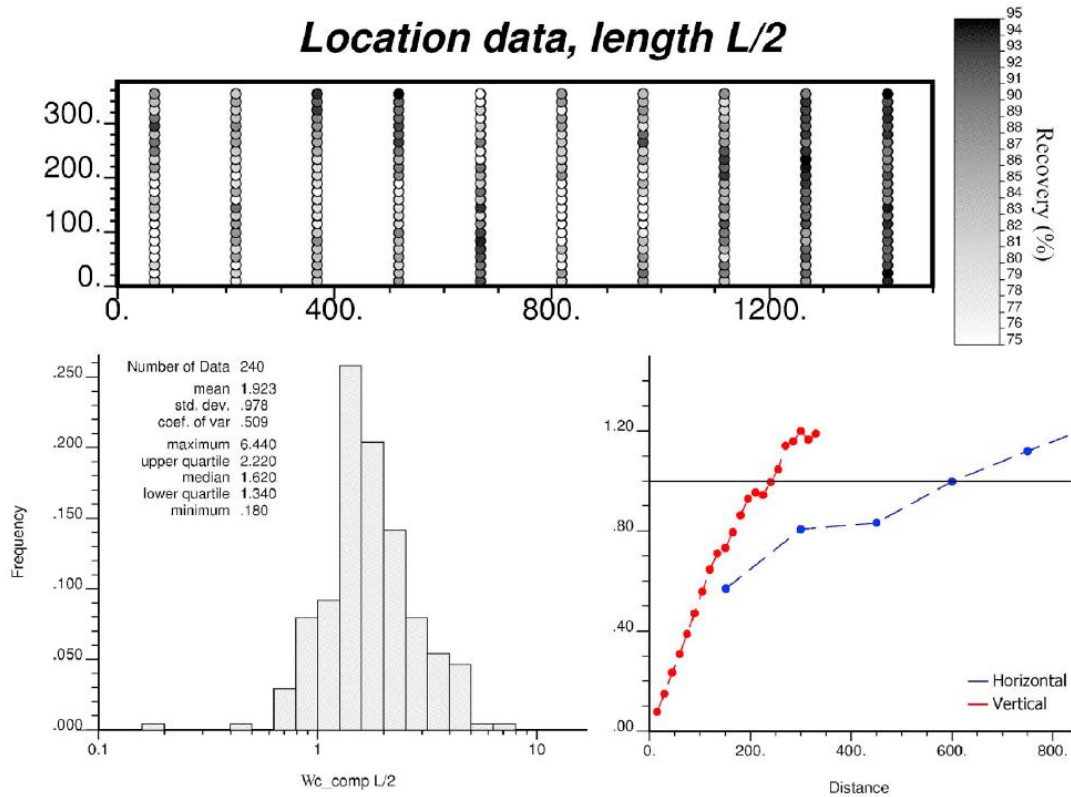 Location data, length L/2
300.
200.
100.
0.
0.
400.
800.
1200.
95
94
93
92
91
90
89
88
87
86
85
84
83
82
81
80
79
78
77
76
75
Recovery (%)
Number of Data 240
mean 1.923
std. dev. .978
coef. of var .509
maximum 6.440
upper quartile 2.220
median 1.620
lower quartile 1.340
minimum .180
Frequency
.250
.200
.150
.100
.050
.000
0.1
1
10
Wc_comp L/2
1.20
.80
.40
.00
0.
200.
400.
600.
800.
Horizontal
Vertical
Distance